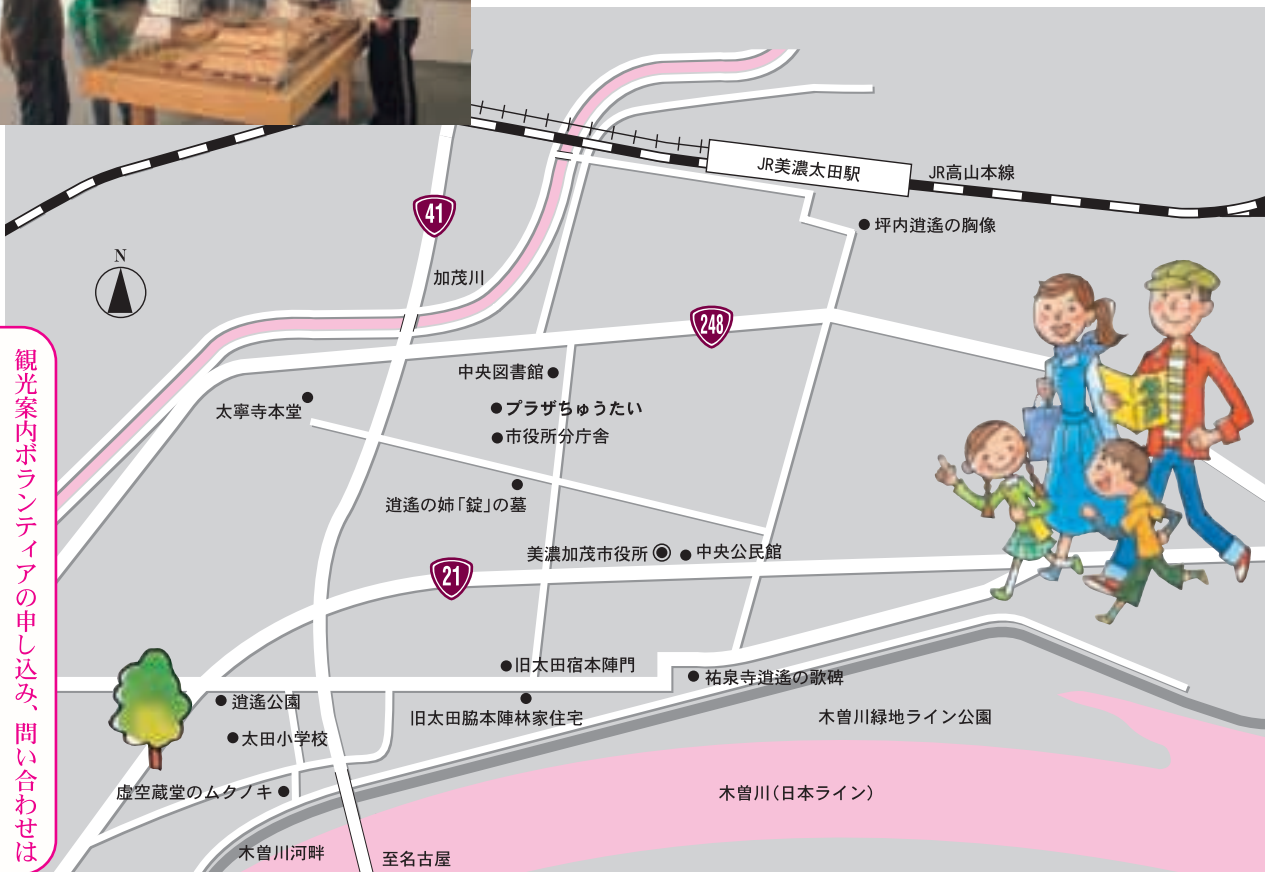 JR美濃太田駅
JR高山本線
坪内逍遙の胸像
41
N
加茂川
248
中央図書館
プラザちゅうたい
太寧寺本堂
市役所分庁舎
逍遙の姉「錠」の墓
美濃加茂市役所
中央公民館
21
旧太田宿本陣門
祐泉寺逍遙の歌碑
逍遙公園
旧太田脇本陣林家住宅
木曽川緑地ライン公園
太田小学校
虚空蔵堂のムクノキ
木曽川（日本ライン）
木曽川河畔
至名古屋
観光案内ボランティアの申し込み、問い合わせは